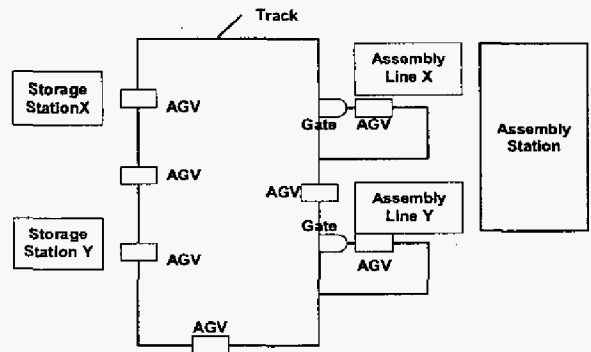 Track
Storage
StationX
AGV
Assembly
Line X
Gate
AGV
Assembly
Station
AGV
AGV
Assembly
Line Y
Gate
Storage
Station Y
AGV
AGV
AGV